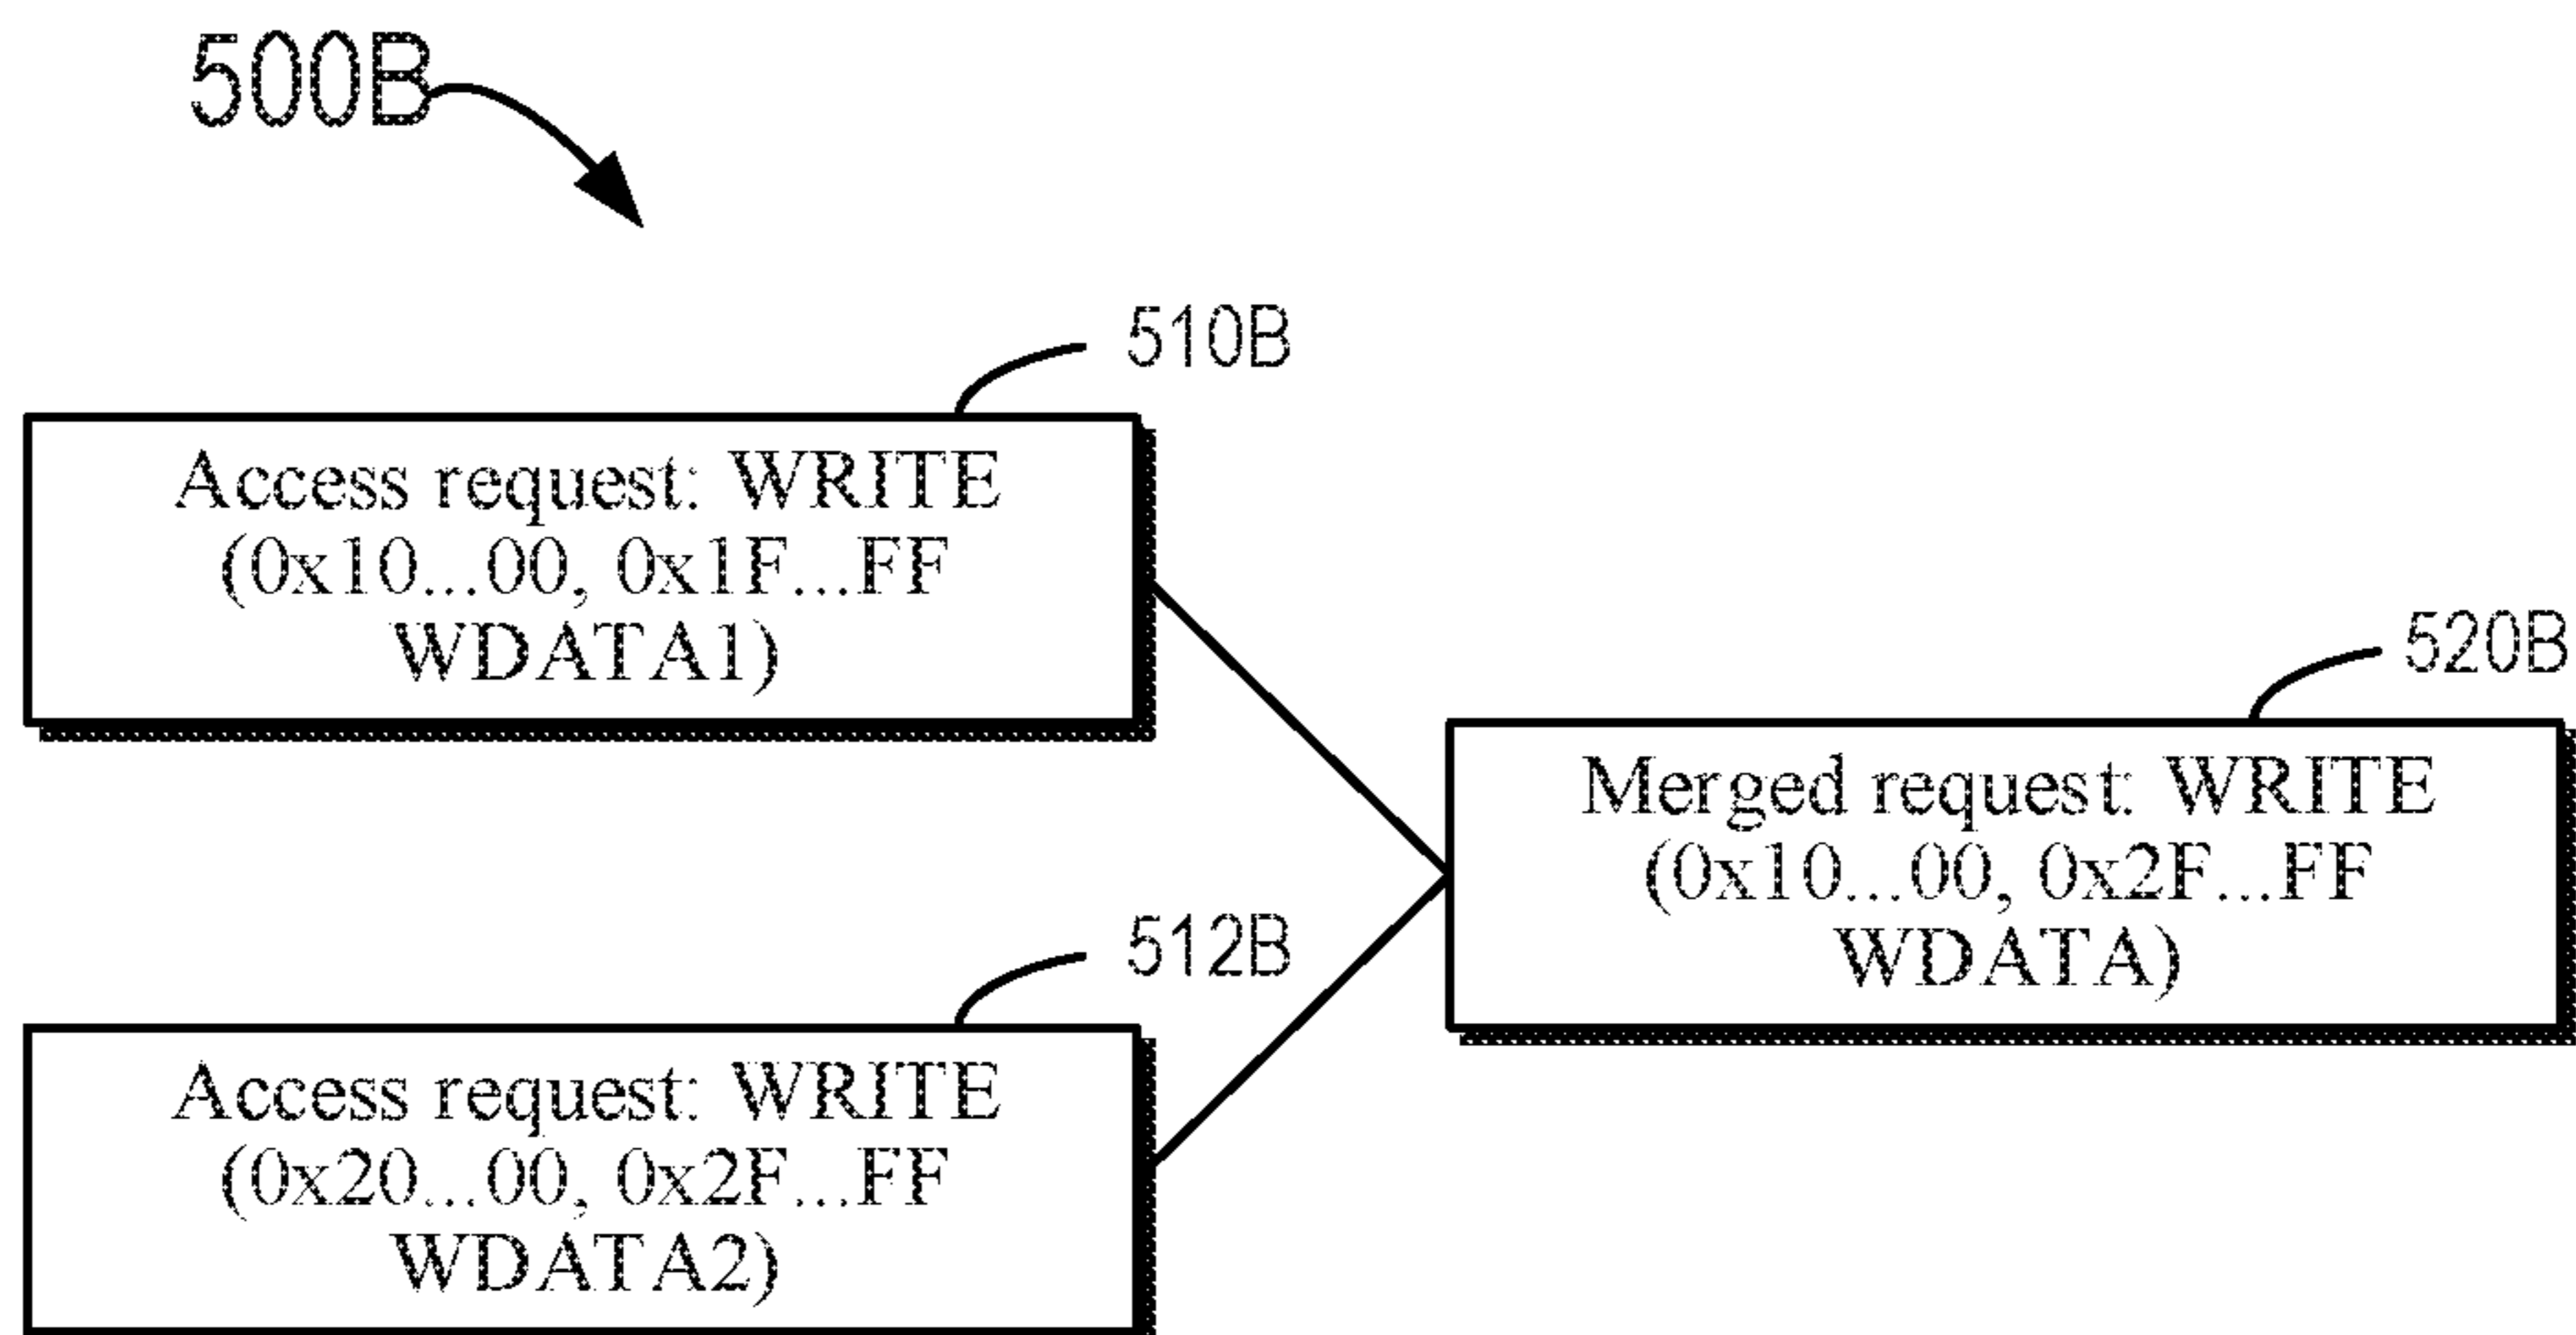 500B
510B
Access request: WRITE
(0x10...00, 0x1F...FF
WDATA1)
520B
Merged request: WRITE
(0x10...00, 0x2F...FF
WDATA)
512B
Access request: WRITE
(0x20...00, 0x2F...FF
WDATA2)